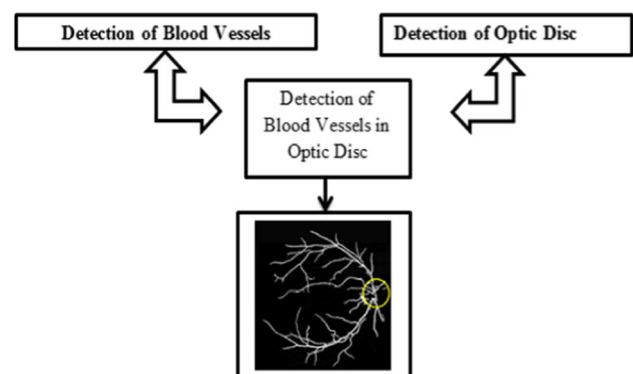 Detection of Blood Vessels
Detection of Optic Disc
Detection of
Blood Vessels in
Optic Disc